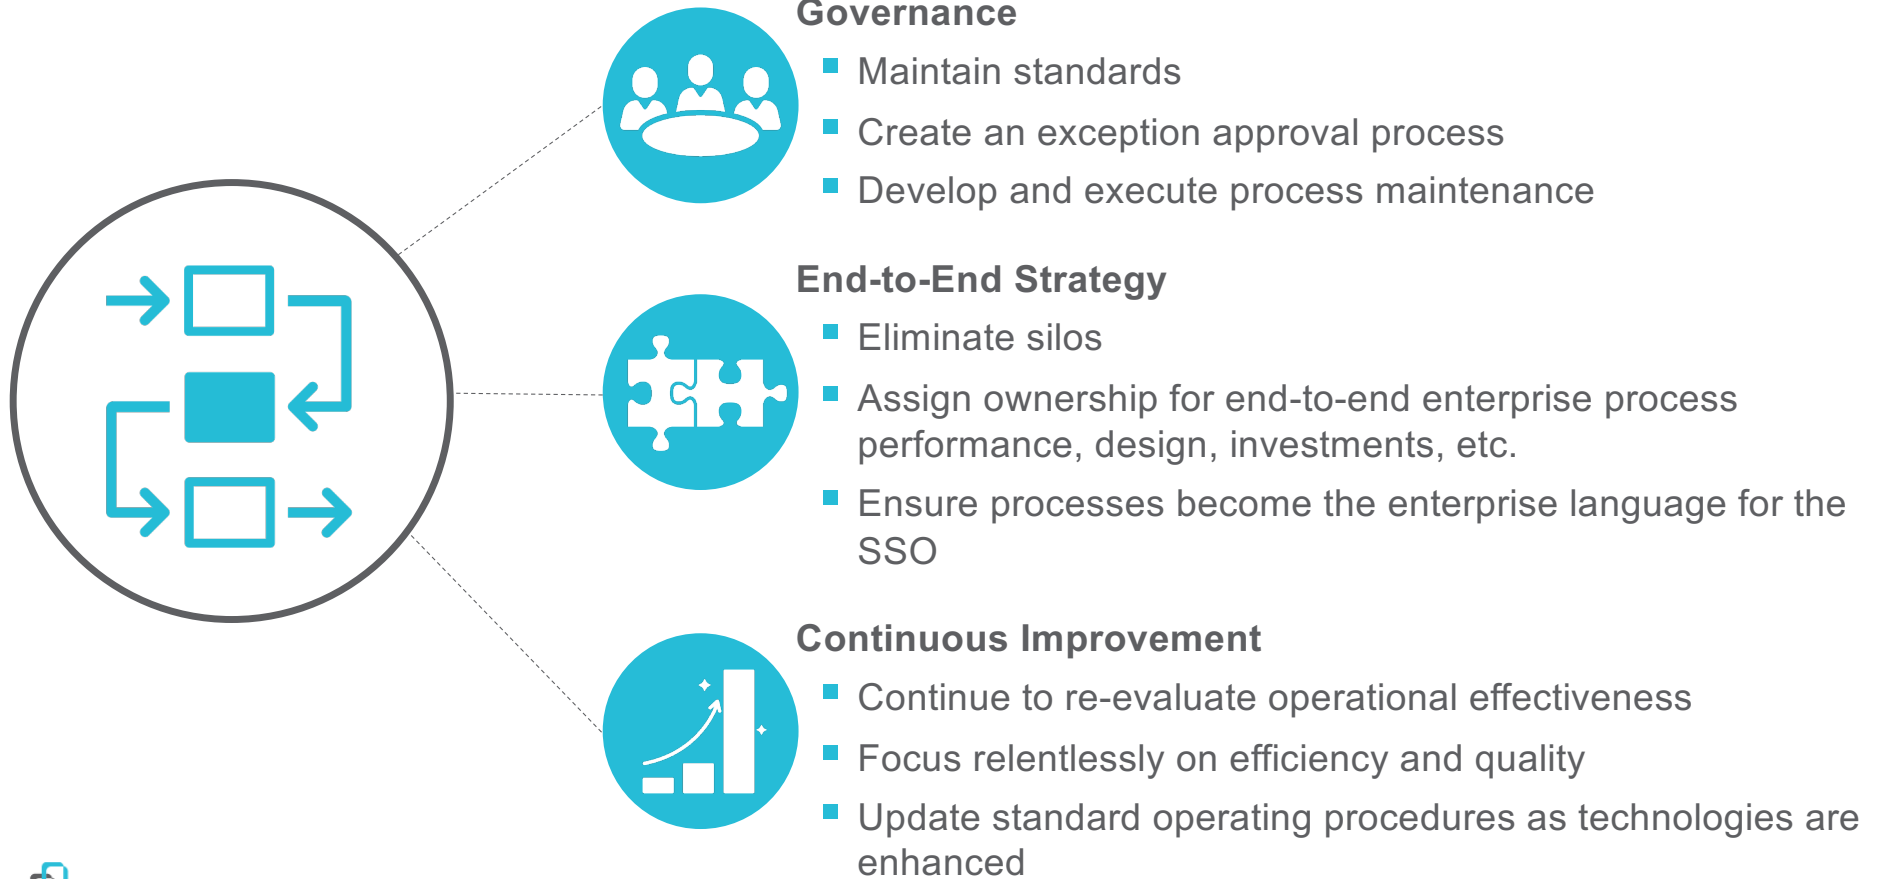 Governance
Maintain standards
Create an exception approval process
Develop and execute process maintenance
End-to-End Strategy
Eliminate silos
Assign ownership for end-to-end enterprise process
performance, design, investments, etc.
Ensure processes become the enterprise language for the
SSO
Continuous Improvement
Continue to re-evaluate operational effectiveness
Focus relentlessly on efficiency and quality
Update standard operating procedures as technologies are
enhanced